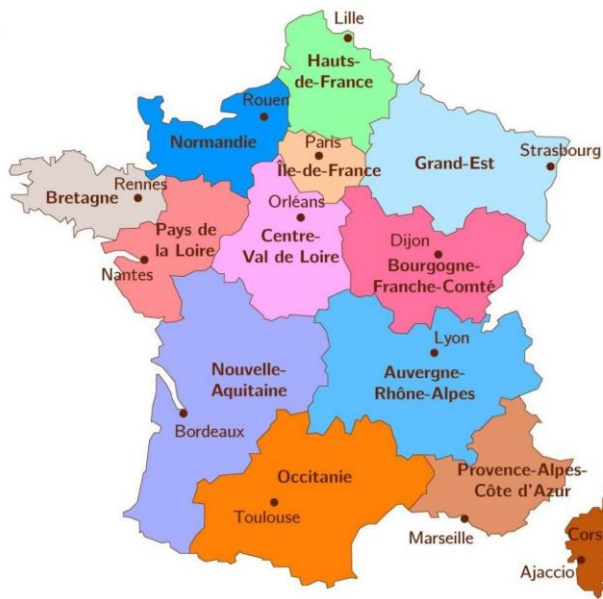 Lille
Hauts-
de-France
Rouen
Normandie
Paris
Île-de-France
Grand-Est
Strasbourg
Bretagne
Rennes
Pays de
la Loire
Nantes
Orléans
Centre-
Val de Loire
Dijon
Bourgogne-
Franche-Comté
Nouvelle-
Aquitaine
Bordeaux
Lyon
Auvergne-
Rhône-Alpes
Occitanie
Toulouse
Provence-Alpes-
Côte d'Azur
Marseille
Cors
Ajaccio